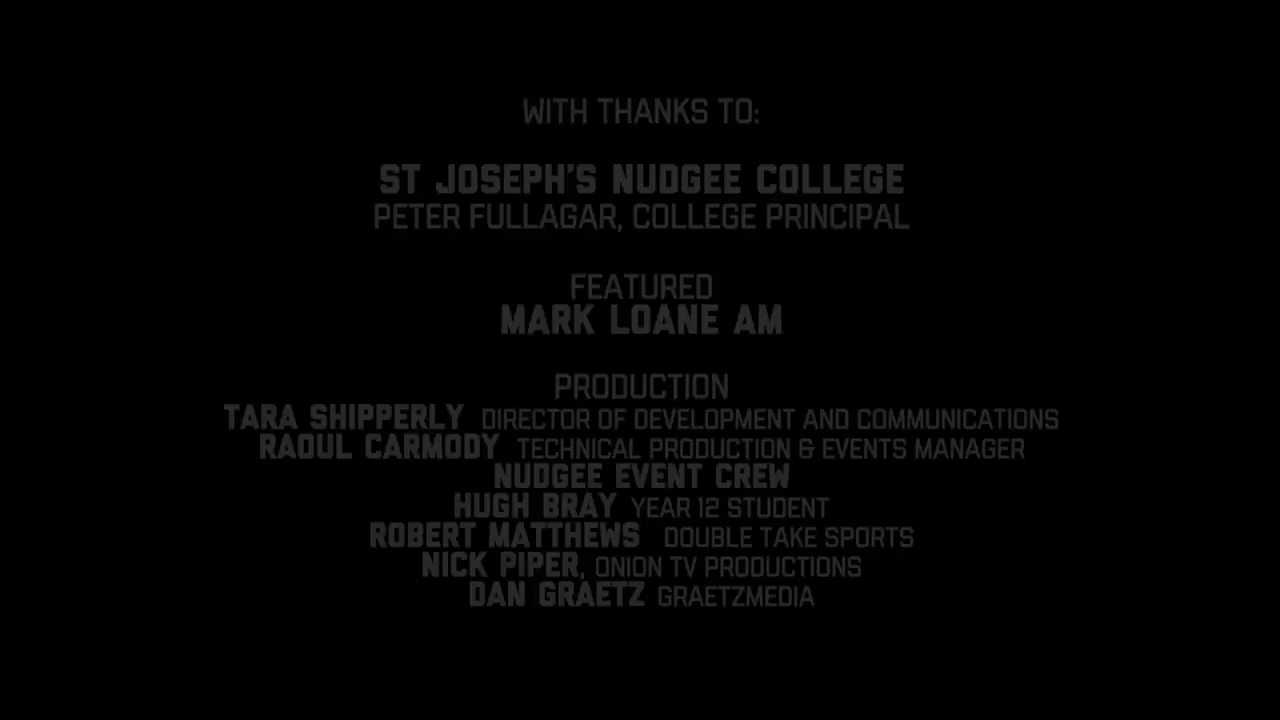 WITH THANKS TO:
ST JOSEPH'S NUDGEE COLLEGE
PETER FULLAGAR, COLLEGE PRINCIPAL
FEATURED
MARK LOANE AM
PRODUCTION
TARA SHIPPERLY DIRECTOR OF DEVELOPMENT AND COMMUNICATIONS
RAOUL CARMODY TECHNICAL PRODUCTION & EVENTS MANAGER
NUDGEE EVENT CREW
HUGH BRAY YEAR 12 STUDENT
ROBERT MATTHEWS DOUBLE TAKE SPORTS
NICK PIPER, ONION TV PRODUCTIONS
DAN GRAETZ GRAETZMEDIA